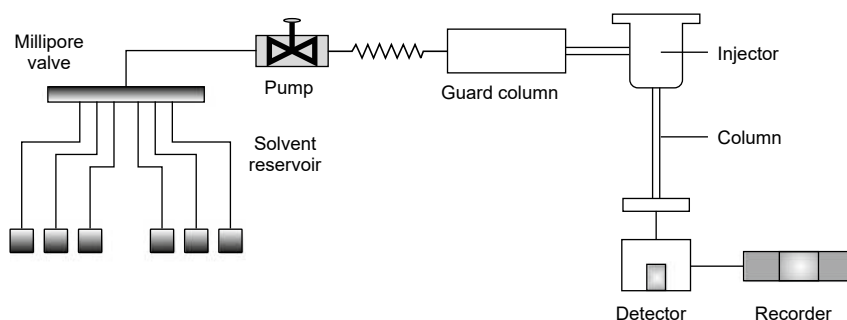 Millipore
valve
Pump
Guard column
Injector
Solvent
reservoir
Column
Detector
Recorder